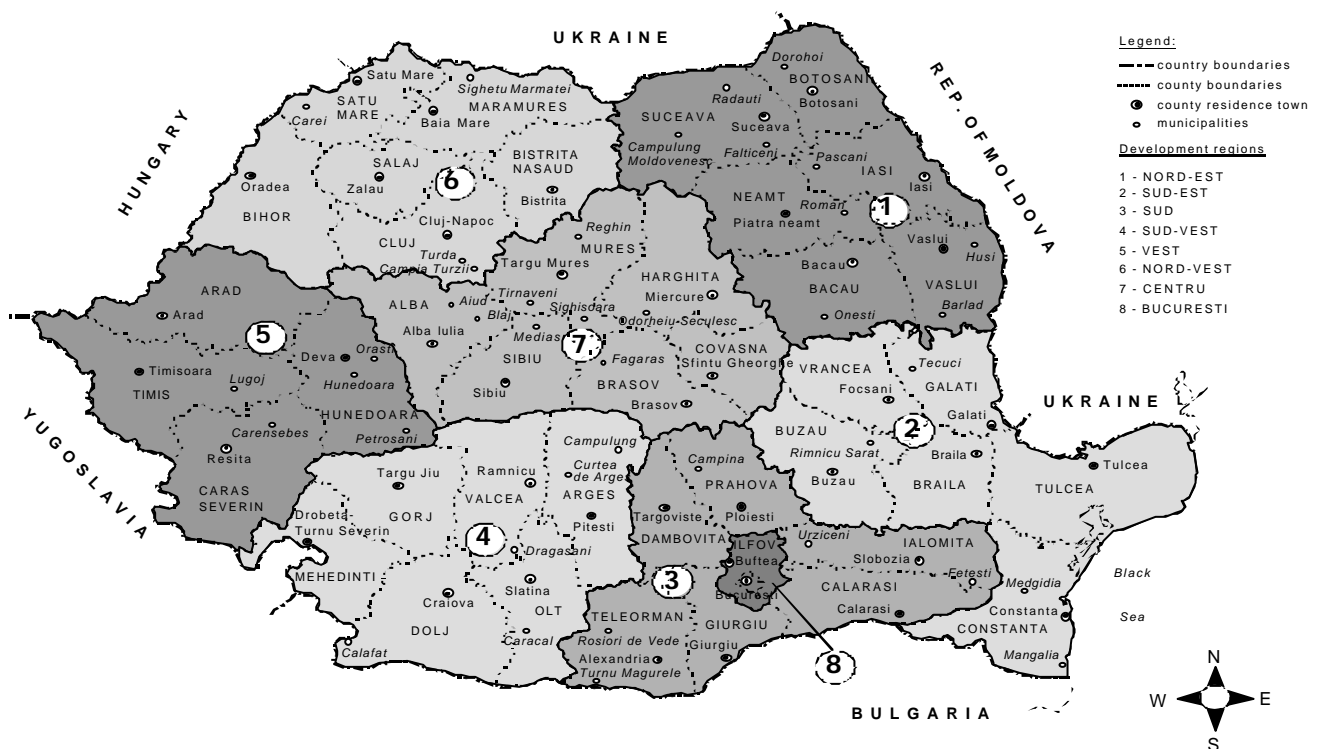 UKRAINE
HUNGARY
REP.OF MOLDOVA
YUGOSLAVIA
UKRAINE
BULGARIA
Black
Sea
Legend:
country boundaries
county boundaries
county residence town
municipalities
Development regions
1 - NORD-EST
2 - SUD-EST
3 - SUD
4 - SUD-VEST
5 - VEST
6 - NORD-VEST
7 - CENTRU
8 - BUCURESTI
Satu Mare
SATU
MARE
Carei
Sighetu Marmatei
MARAMURES
Baia Mare
SALAJ
Zalau
6
BISTRITA
NASAUD
Bistrita
Oradea
BIHOR
Cluj-Napoc
CLUJ
Turda
Campia Turzii
Dorohoi
BOTOSANI
Botosani
Radauti
SUCEAVA
Suceava
Campulung
Moldovenesc
Falticeni
Pascani
IASI
Iasi
NEAMT
Roman
1
Piatra neamt
Vaslui
Husi
Bacau
BACAU
VASLUI
Onesti
Barlad
Reghin
MURES
Targu Mures
HARGHITA
Miercure
ALBA
Aiud
Tirnaveni
Blaj
Sighisoara
Odorheiu-Seculesc
Alba Iulia
Medias
7
SIBIU
Fagaras
COVASNA
Sfintu Gheorghe
Sibiu
BRASOV
Brasov
ARAD
Arad
5
Deva
Orasti
Timisoara
Lugoj
Hunedoara
TIMIS
HUNEDOARA
Carensebes
Petrosani
Resita
CARAS
SEVERIN
VRANCEA
Tecuci
Focsani
GALATI
Galati
BUZAU
2
Rimnicu Sarat
Braila
Buzau
BRAILA
Tulcea
TULCEA
Medgidia
Constanta
CONSTANTA
Mangalia
Targu Jiu
GORJ
Ramnicu
VALCEA
Campulung
Curtea
de Arges
ARGES
Pitesti
Drobeta-
Turnu Severin
4
Dragasani
MEHEDINTI
Slatina
Craiova
OLT
DOLJ
Caracal
Calafat
Campina
PRAHOVA
Targoviste
Ploiesti
DAMBOVITA
ILFOV
Buftea
Bucuresti
Urziceni
IALOMITA
Slobozia
Fetesti
3
CALARASI
Calarasi
TELEORMAN
GIURGIU
Rosiori de Vede
Giurgiu
Alexandria
Turnu Magurele
8
N
W
E
S